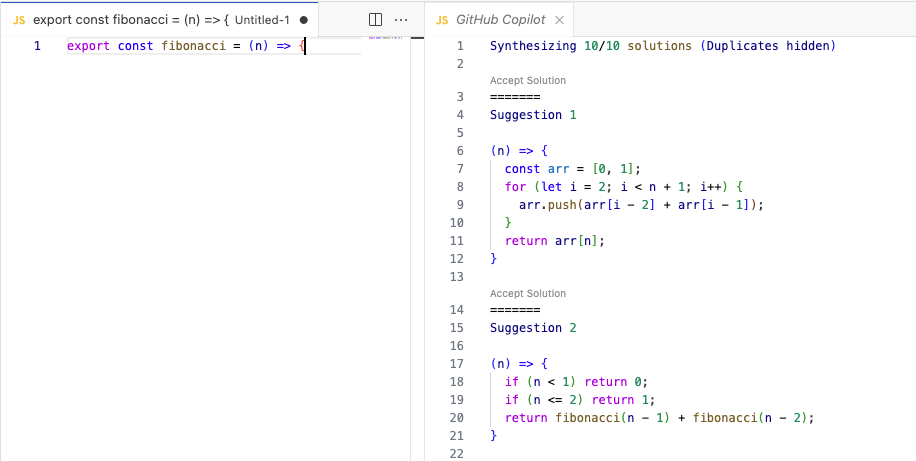 JS export const fibonacci = (n) => { Untitled-1 ●
1 export const fibonacci = (n) => {
JS GitHub Copilot ×
1 Synthesizing 10/10 solutions (Duplicates hidden)
2
Accept Solution
3 =======
4 Suggestion 1
5
6 (n) => {
7 const arr = [0, 1];
8 for (let i = 2; i < n + 1; i++) {
9 arr.push(arr[i - 2] + arr[i - 1]);
10 }
11 return arr[n];
12 }
13
Accept Solution
14 =======
15 Suggestion 2
16
17 (n) => {
18 if (n < 1) return 0;
19 if (n <= 2) return 1;
20 return fibonacci(n - 1) + fibonacci(n - 2);
21 }
22